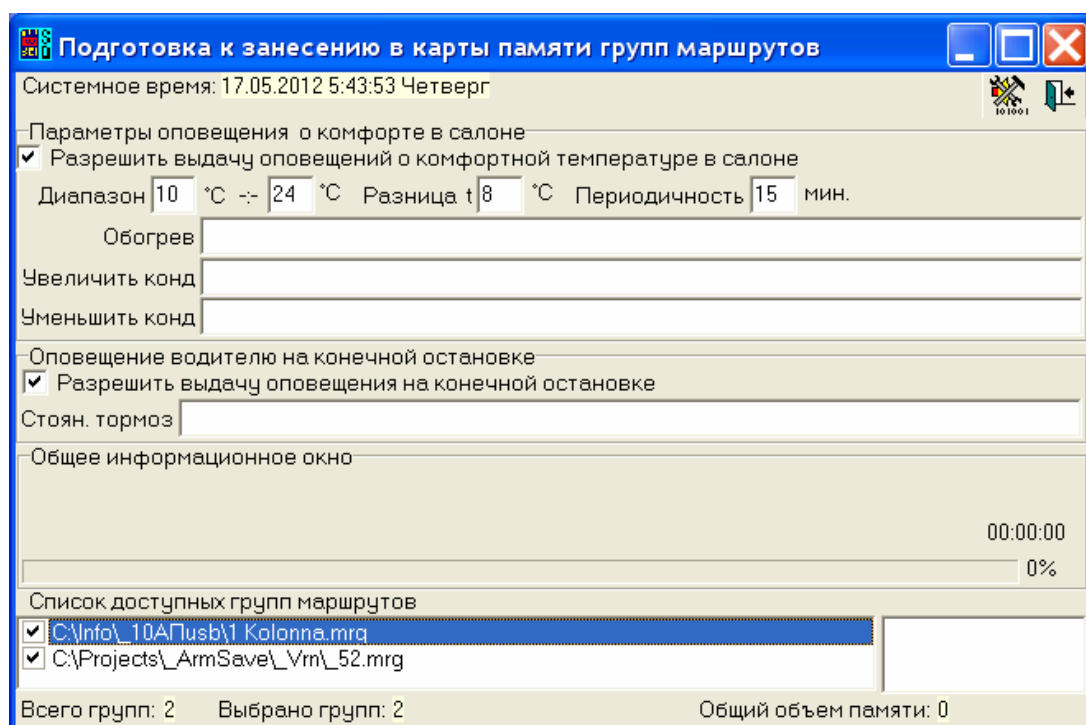 Подготовка к занесению в карты памяти групп маршрутов
Системное время: 17.05.2012 5:43:53 Четверг
101001
Параметры оповещения о комфорте в салоне
Разрешить выдачу оповещений о комфортной температуре в салоне
Диапазон 10 °C -:- 24 °C Разница t 8 °C Периодичность 15 мин.
Обогрев
Увеличить конд
Уменьшить конд
Оповещение водителю на конечной остановке
Разрешить выдачу оповещения на конечной остановке
Стоян. тормоз
Общее информационное окно
00:00:00
0%
Список доступных групп маршрутов
C:\Info\_10АПusb\1 Kolonna.mrg
C:\Projects\_ArmSave\_Vrn\_52.mrg
Всего групп: 2 Выбрано групп: 2 Общий объем памяти: 0